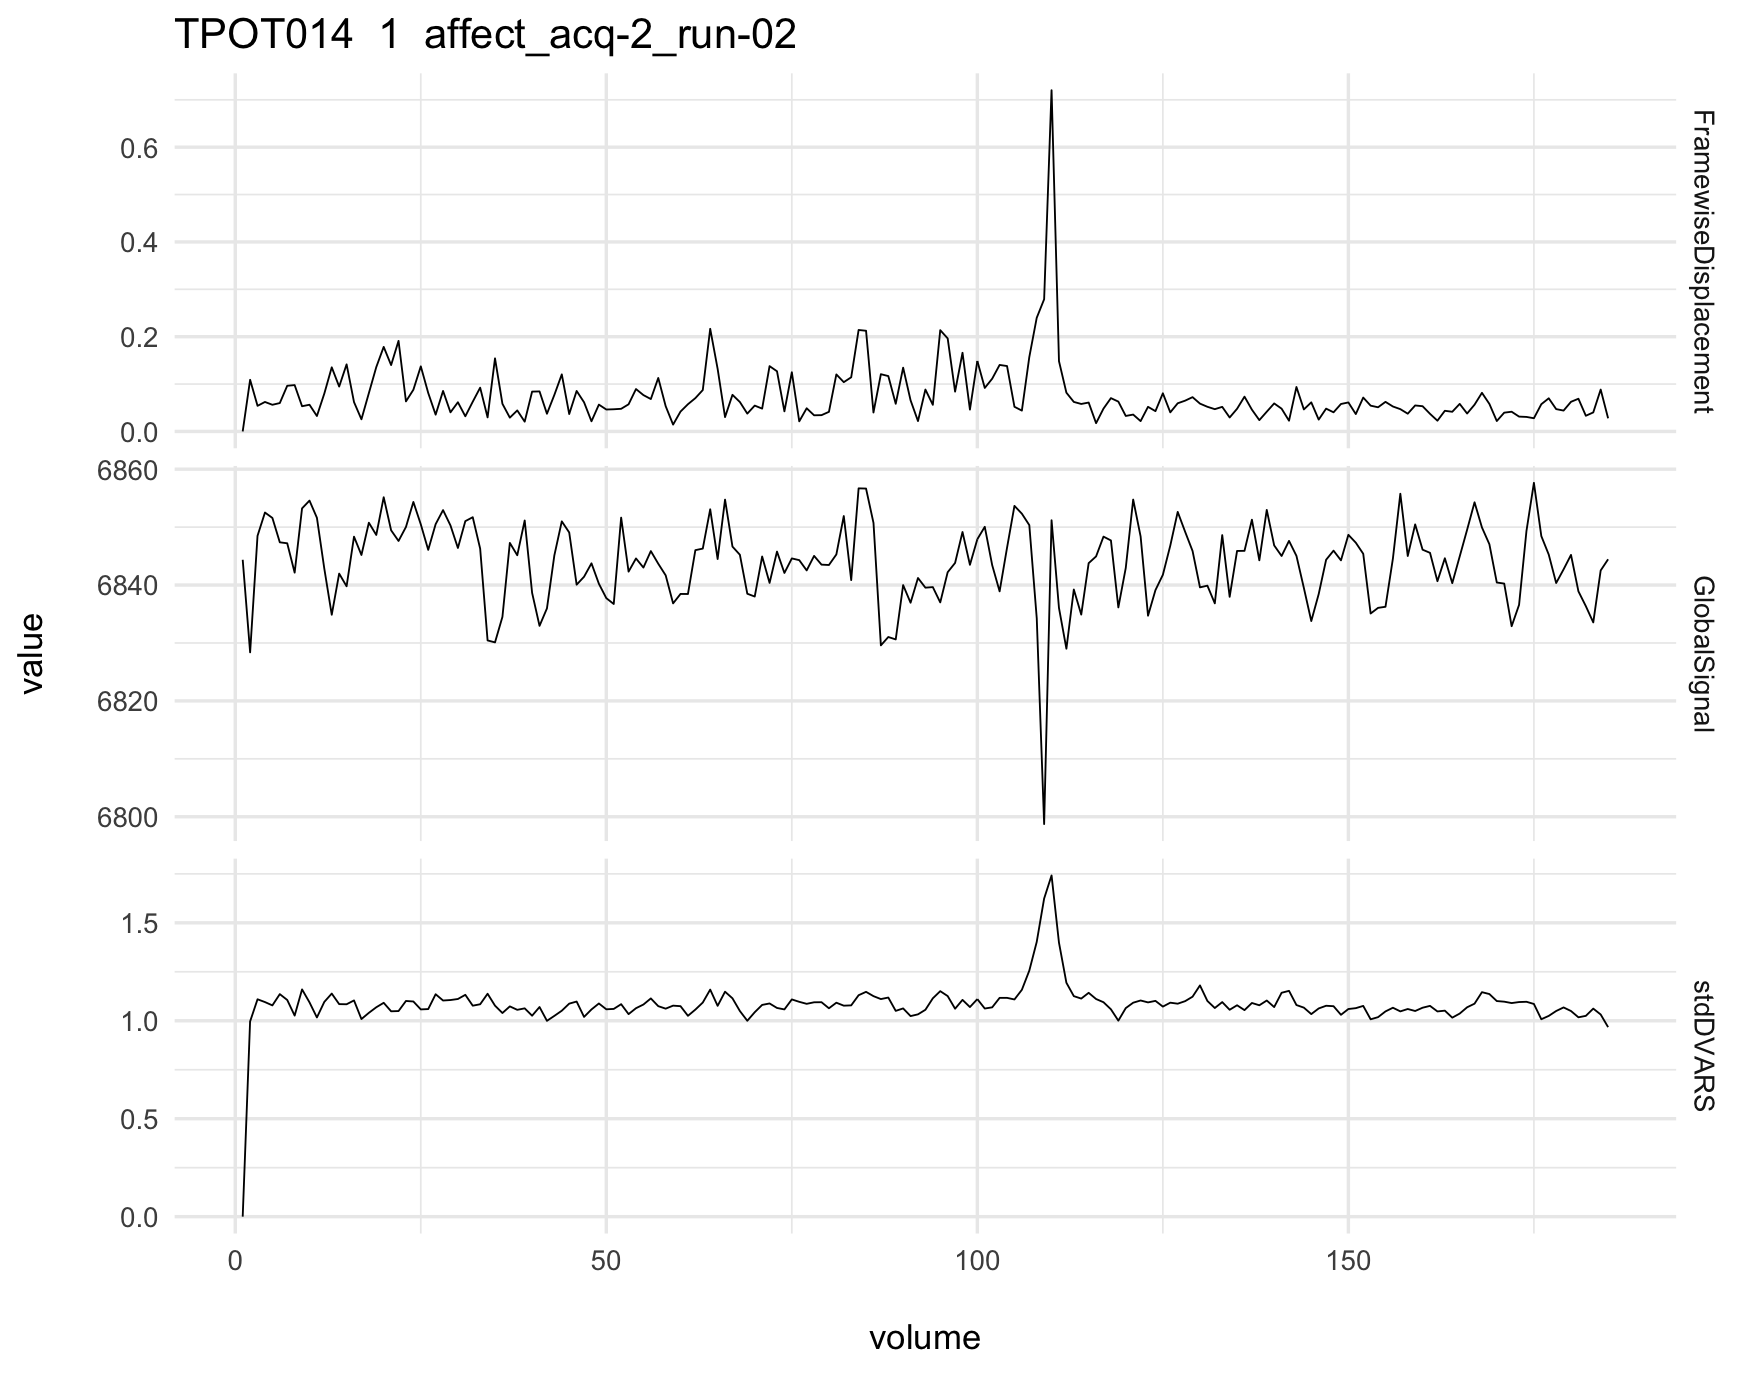 TPOT014 1 affect_acq-2_run-02
0.6
0.4
0.2
0.0
FramewiseDisplacement
6860
6840
6820
6800
GlobalSignal
1.5
1.0
0.5
0.0
stdDVARS
value
0 50 100 150
volume